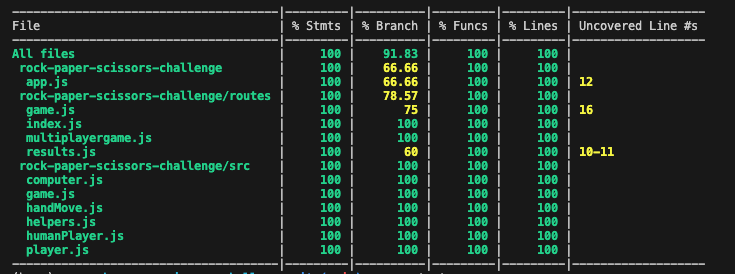 File | % Stmts | % Branch | % Funcs | % Lines | Uncovered Line #s
All files | 100 | 91.83 | 100 | 100 |
rock-paper-scissors-challenge | 100 | 66.66 | 100 | 100 |
app.js | 100 | 66.66 | 100 | 100 | 12
rock-paper-scissors-challenge/routes | 100 | 78.57 | 100 | 100 |
game.js | 100 | 75 | 100 | 100 | 16
index.js | 100 | 100 | 100 | 100 |
multiplayergame.js | 100 | 100 | 100 | 100 |
results.js | 100 | 60 | 100 | 100 | 10-11
rock-paper-scissors-challenge/src | 100 | 100 | 100 | 100 |
computer.js | 100 | 100 | 100 | 100 |
game.js | 100 | 100 | 100 | 100 |
handMove.js | 100 | 100 | 100 | 100 |
helpers.js | 100 | 100 | 100 | 100 |
humanPlayer.js | 100 | 100 | 100 | 100 |
player.js | 100 | 100 | 100 | 100 |